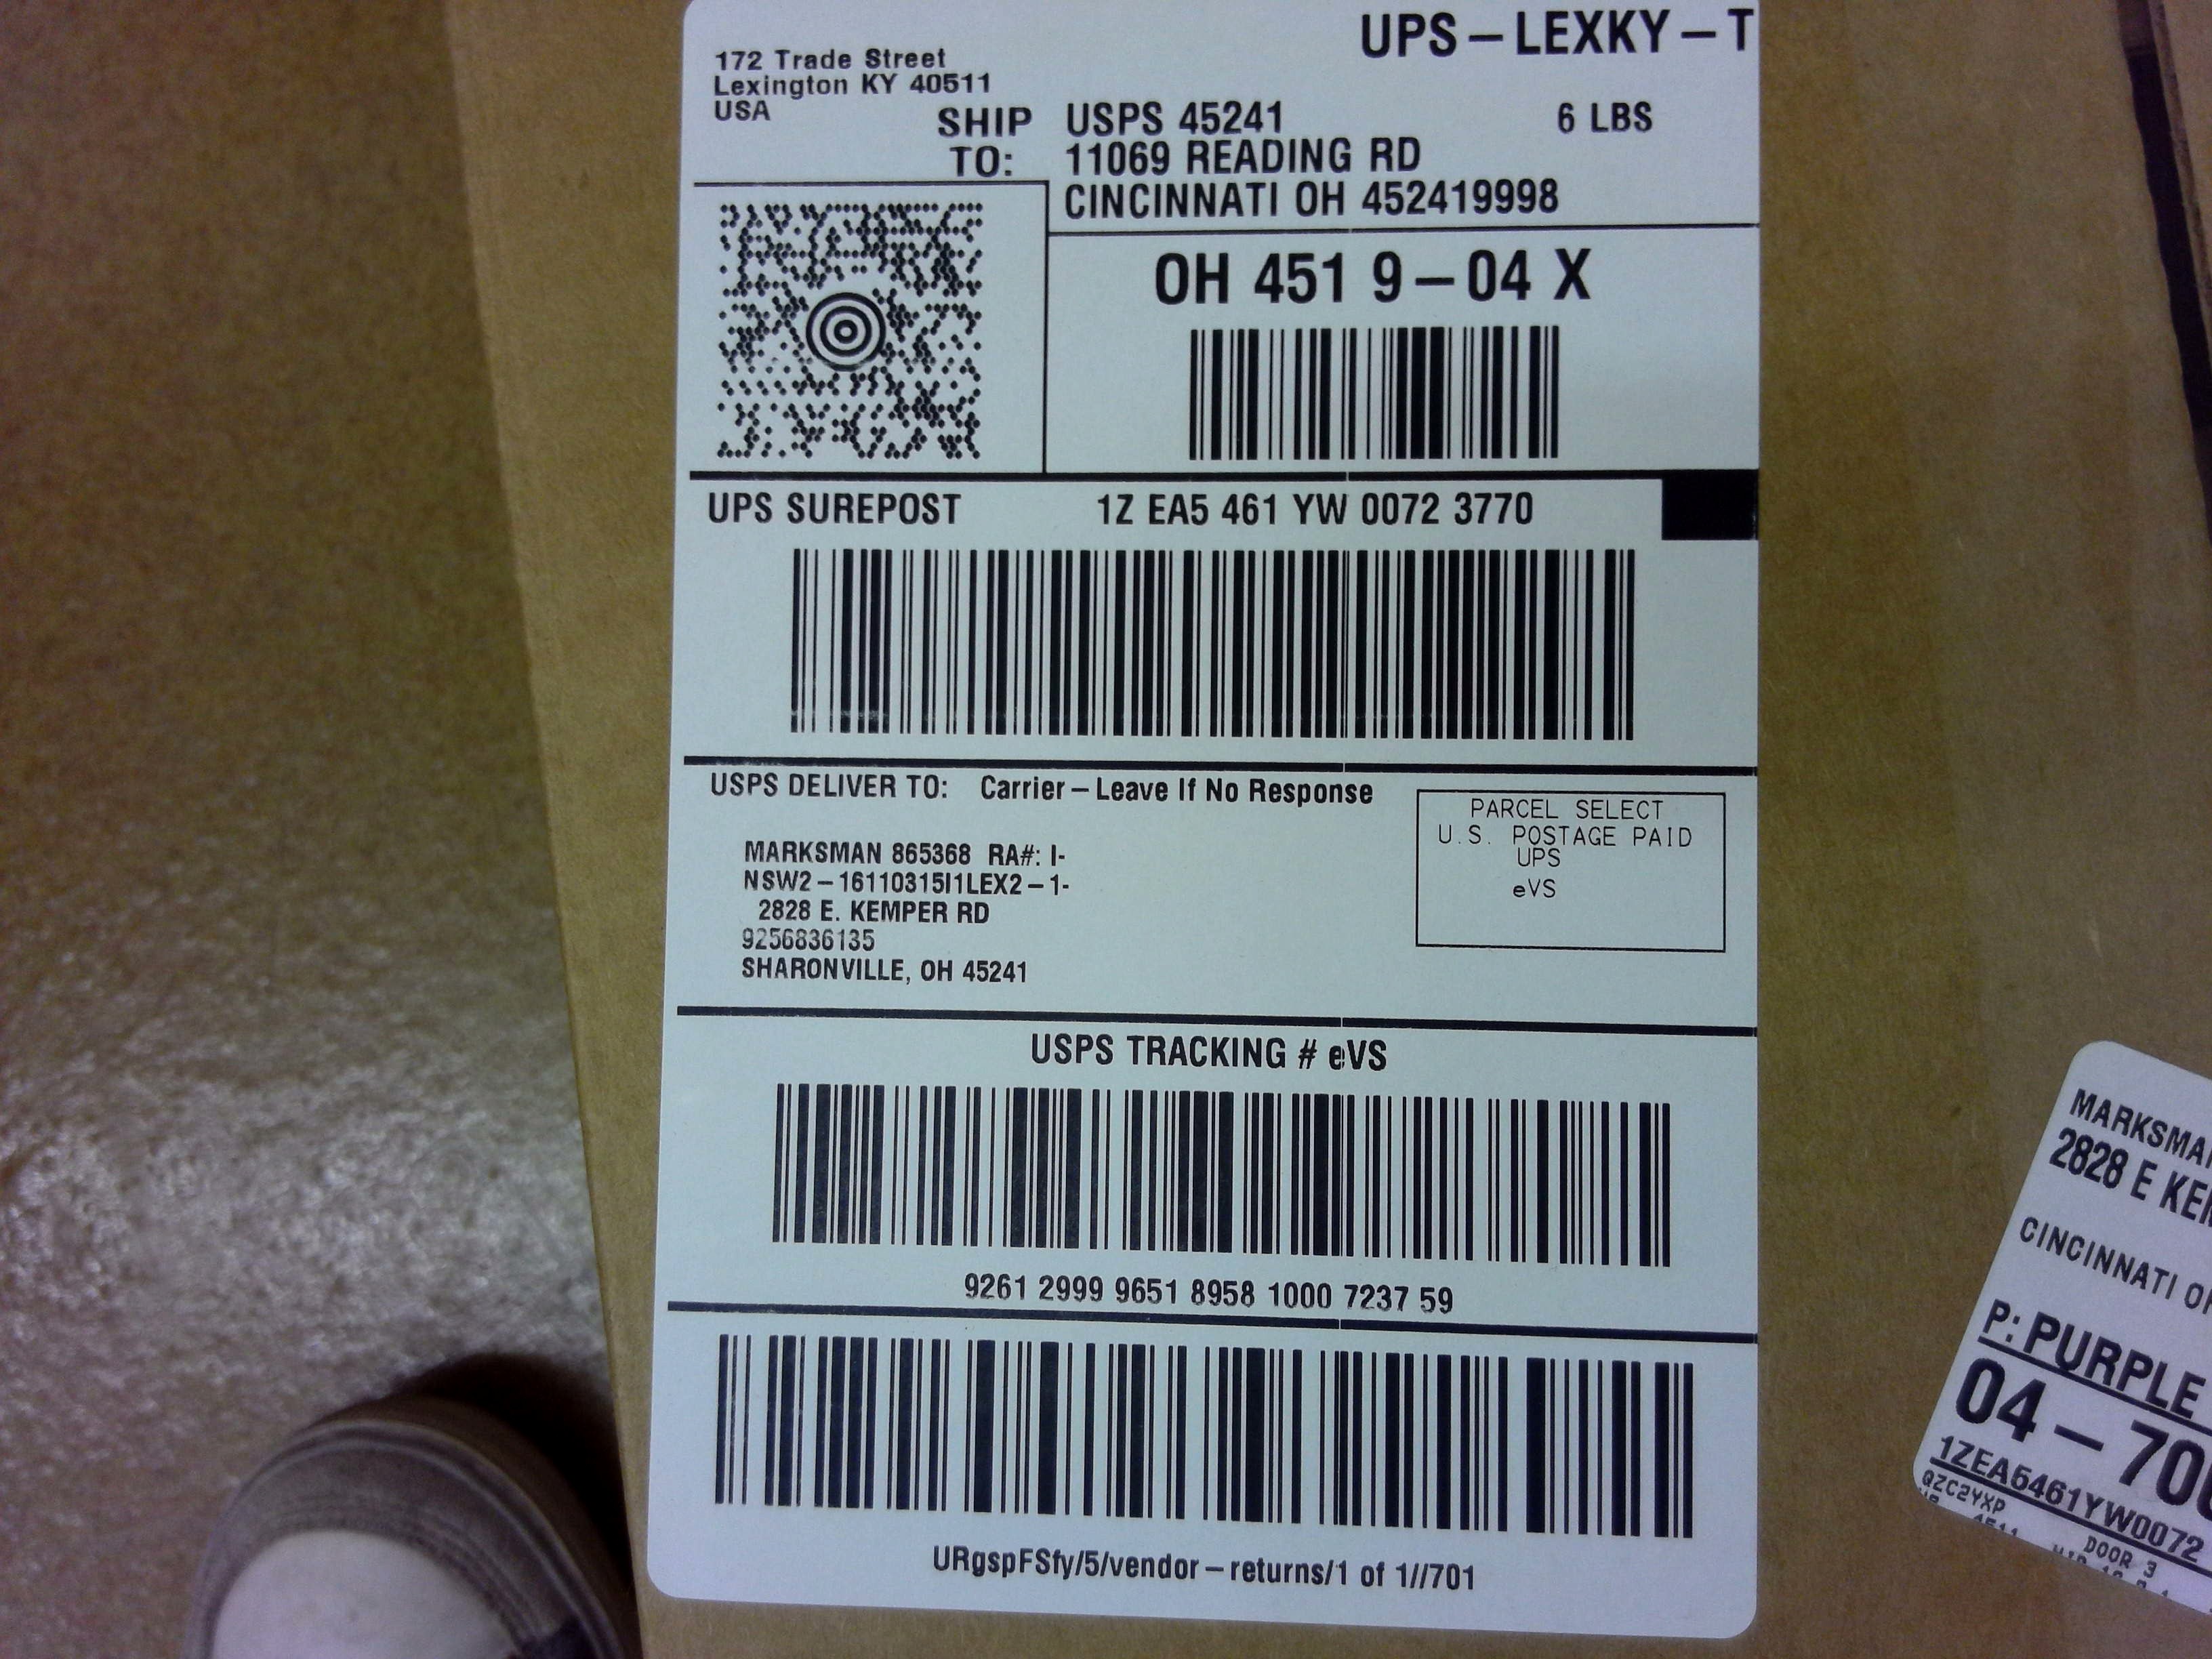 UPS – LEXKY – T
172 Trade Street
Lexington KY 40511
USA
SHIP TO:
USPS 45241 6 LBS
11069 READING RD
CINCINNATI OH 452419998
OH 451 9 – 04 X
UPS SUREPOST 1Z EA5 461 YW 0072 3770
USPS DELIVER TO: Carrier – Leave If No Response
PARCEL SELECT
U.S. POSTAGE PAID
UPS
eVS
MARKSMAN 865368 RA#: I-
NSW2 – 16110315I1LEX2 – 1-
2828 E. KEMPER RD
9256836135
SHARONVILLE, OH 45241
USPS TRACKING # eVS
9261 2999 9651 8958 1000 7237 59
URgspFSfy/5/vendor – returns/1 of 1//701
MARKSMA
2828 E KE
CINCINNATI O
P: PURPLE
04 – 70
1ZEA5461YW0072
QZC2YXP
DOOR 3